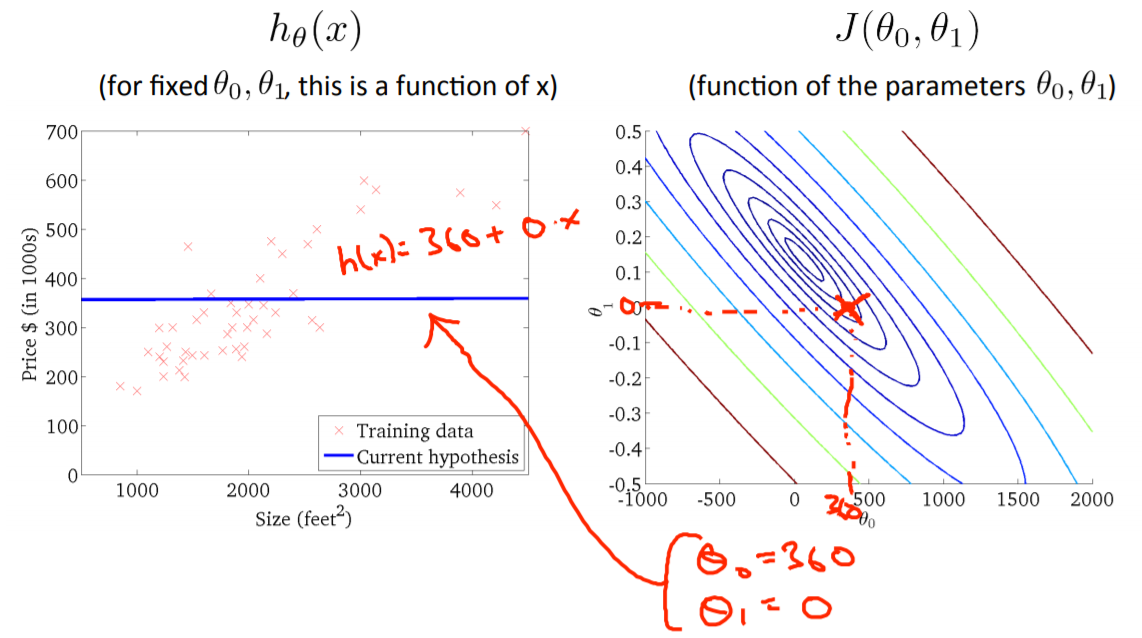 hθ(x)
(for fixed θ0, θ1, this is a function of x)
700
600
500
400
300
200
100
0
Price $ (in 1000s)
1000
2000
3000
4000
Size (feet²)
Training data
Current hypothesis
h(x) = 360 + 0·x
J(θ0, θ1)
(function of the parameters θ0, θ1)
0.5
0.4
0.3
0.2
0.1
0
-0.1
-0.2
-0.3
-0.4
-0.5
θ1
0
-1000
-500
0
500
1000
1500
2000
360
θ0
θ0 = 360
θ1 = 0